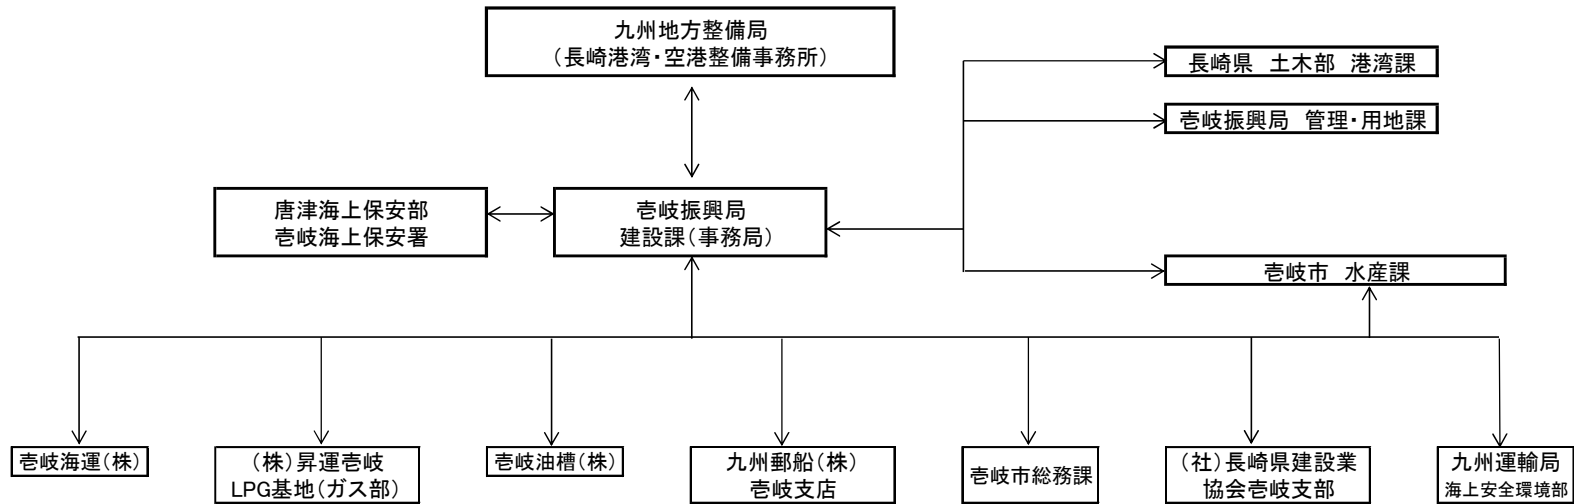 九州地方整備局
（長崎港湾・空港整備事務所）
長崎県　土木部　港湾課
壱岐振興局　管理・用地課
唐津海上保安部
壱岐海上保安署
壱岐振興局
建設課（事務局）
壱岐市　水産課
壱岐海運（株）
（株）昇運壱岐
LPG基地（ガス部）
壱岐油槽（株）
九州郵船（株）
壱岐支店
壱岐市総務課
（社）長崎県建設業
協会壱岐支部
九州運輸局
海上安全環境部